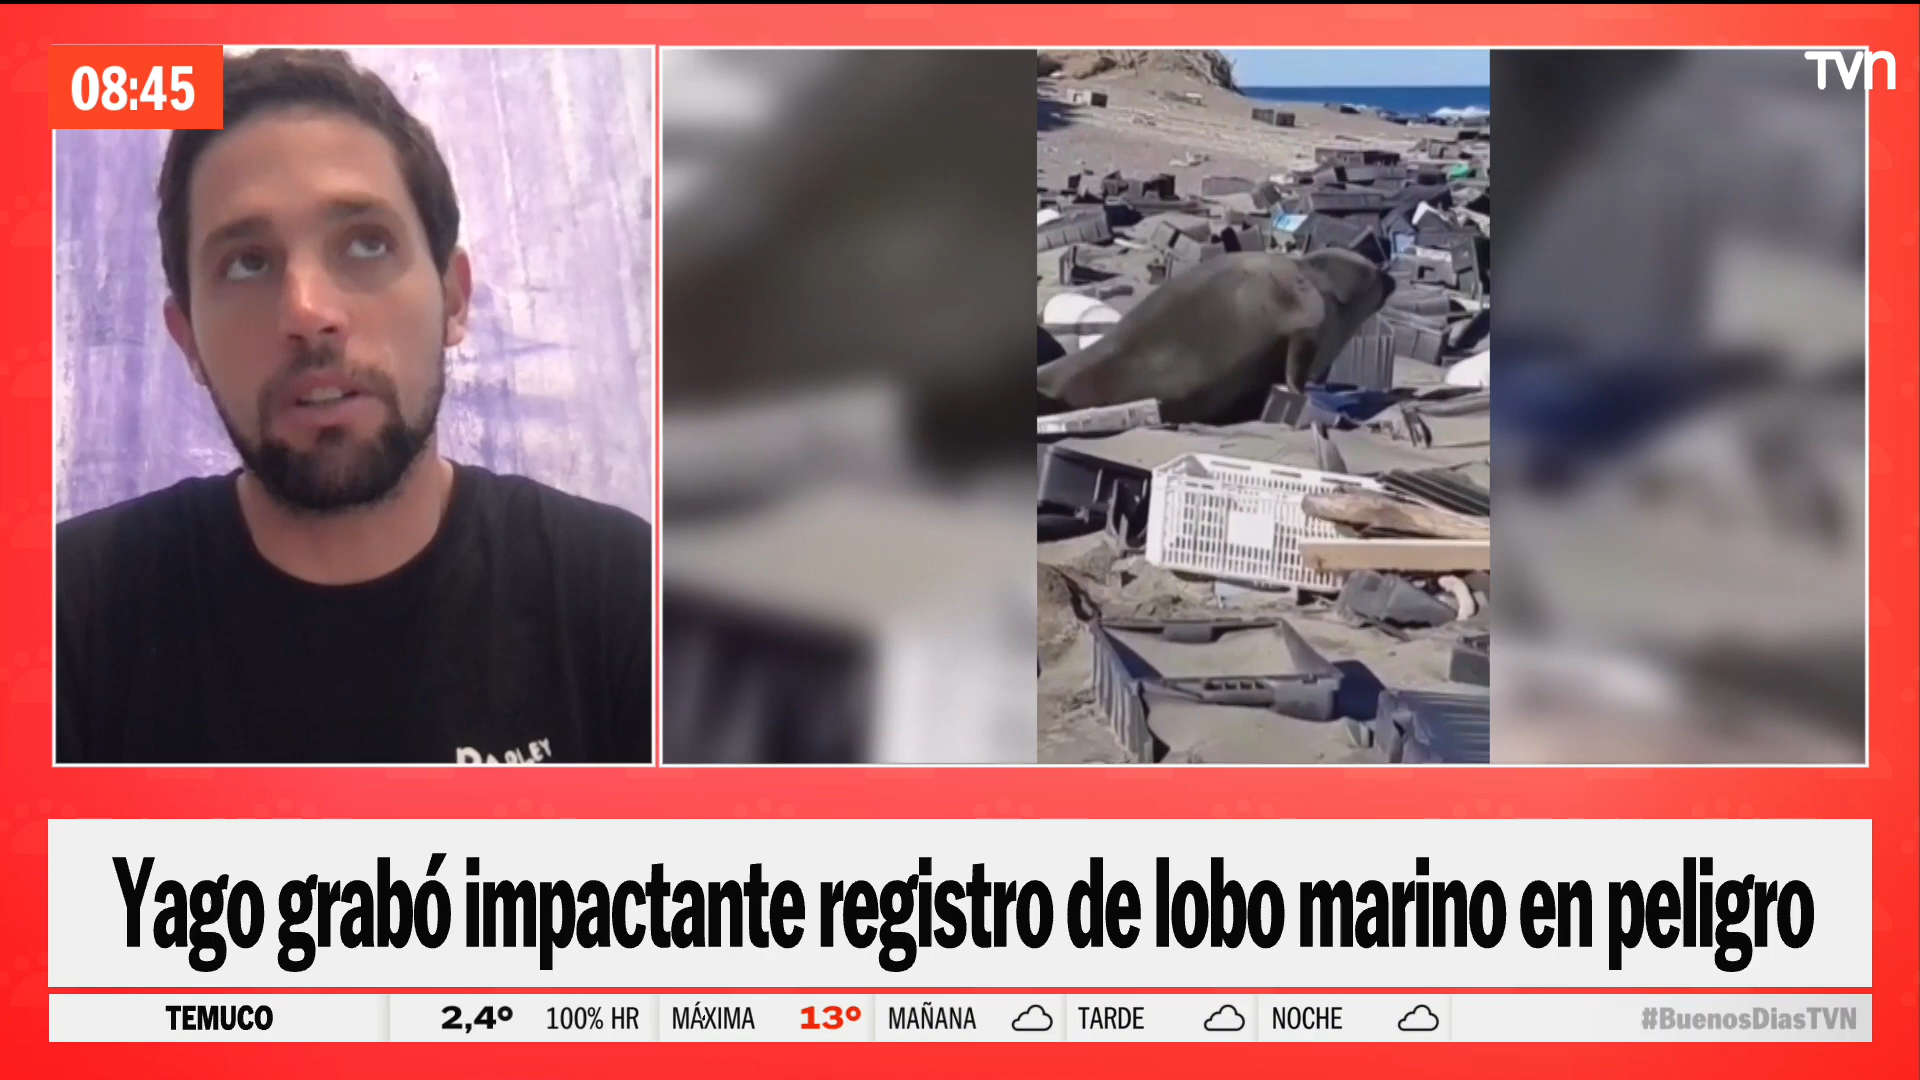 08:45
TVN
PARLEY
Yago grabó impactante registro de lobo marino en peligro
TEMUCO 2,4° 100% HR MÁXIMA 13° MAÑANA TARDE NOCHE #BuenosDiasTVN